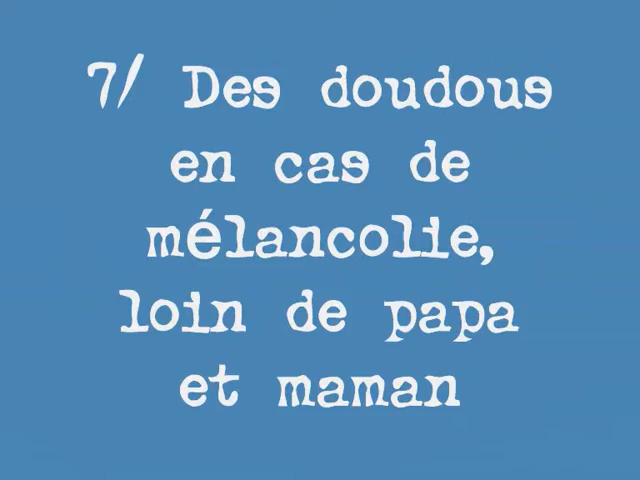 7/ Des doudous
en cas de
mélancolie,
loin de papa
et maman